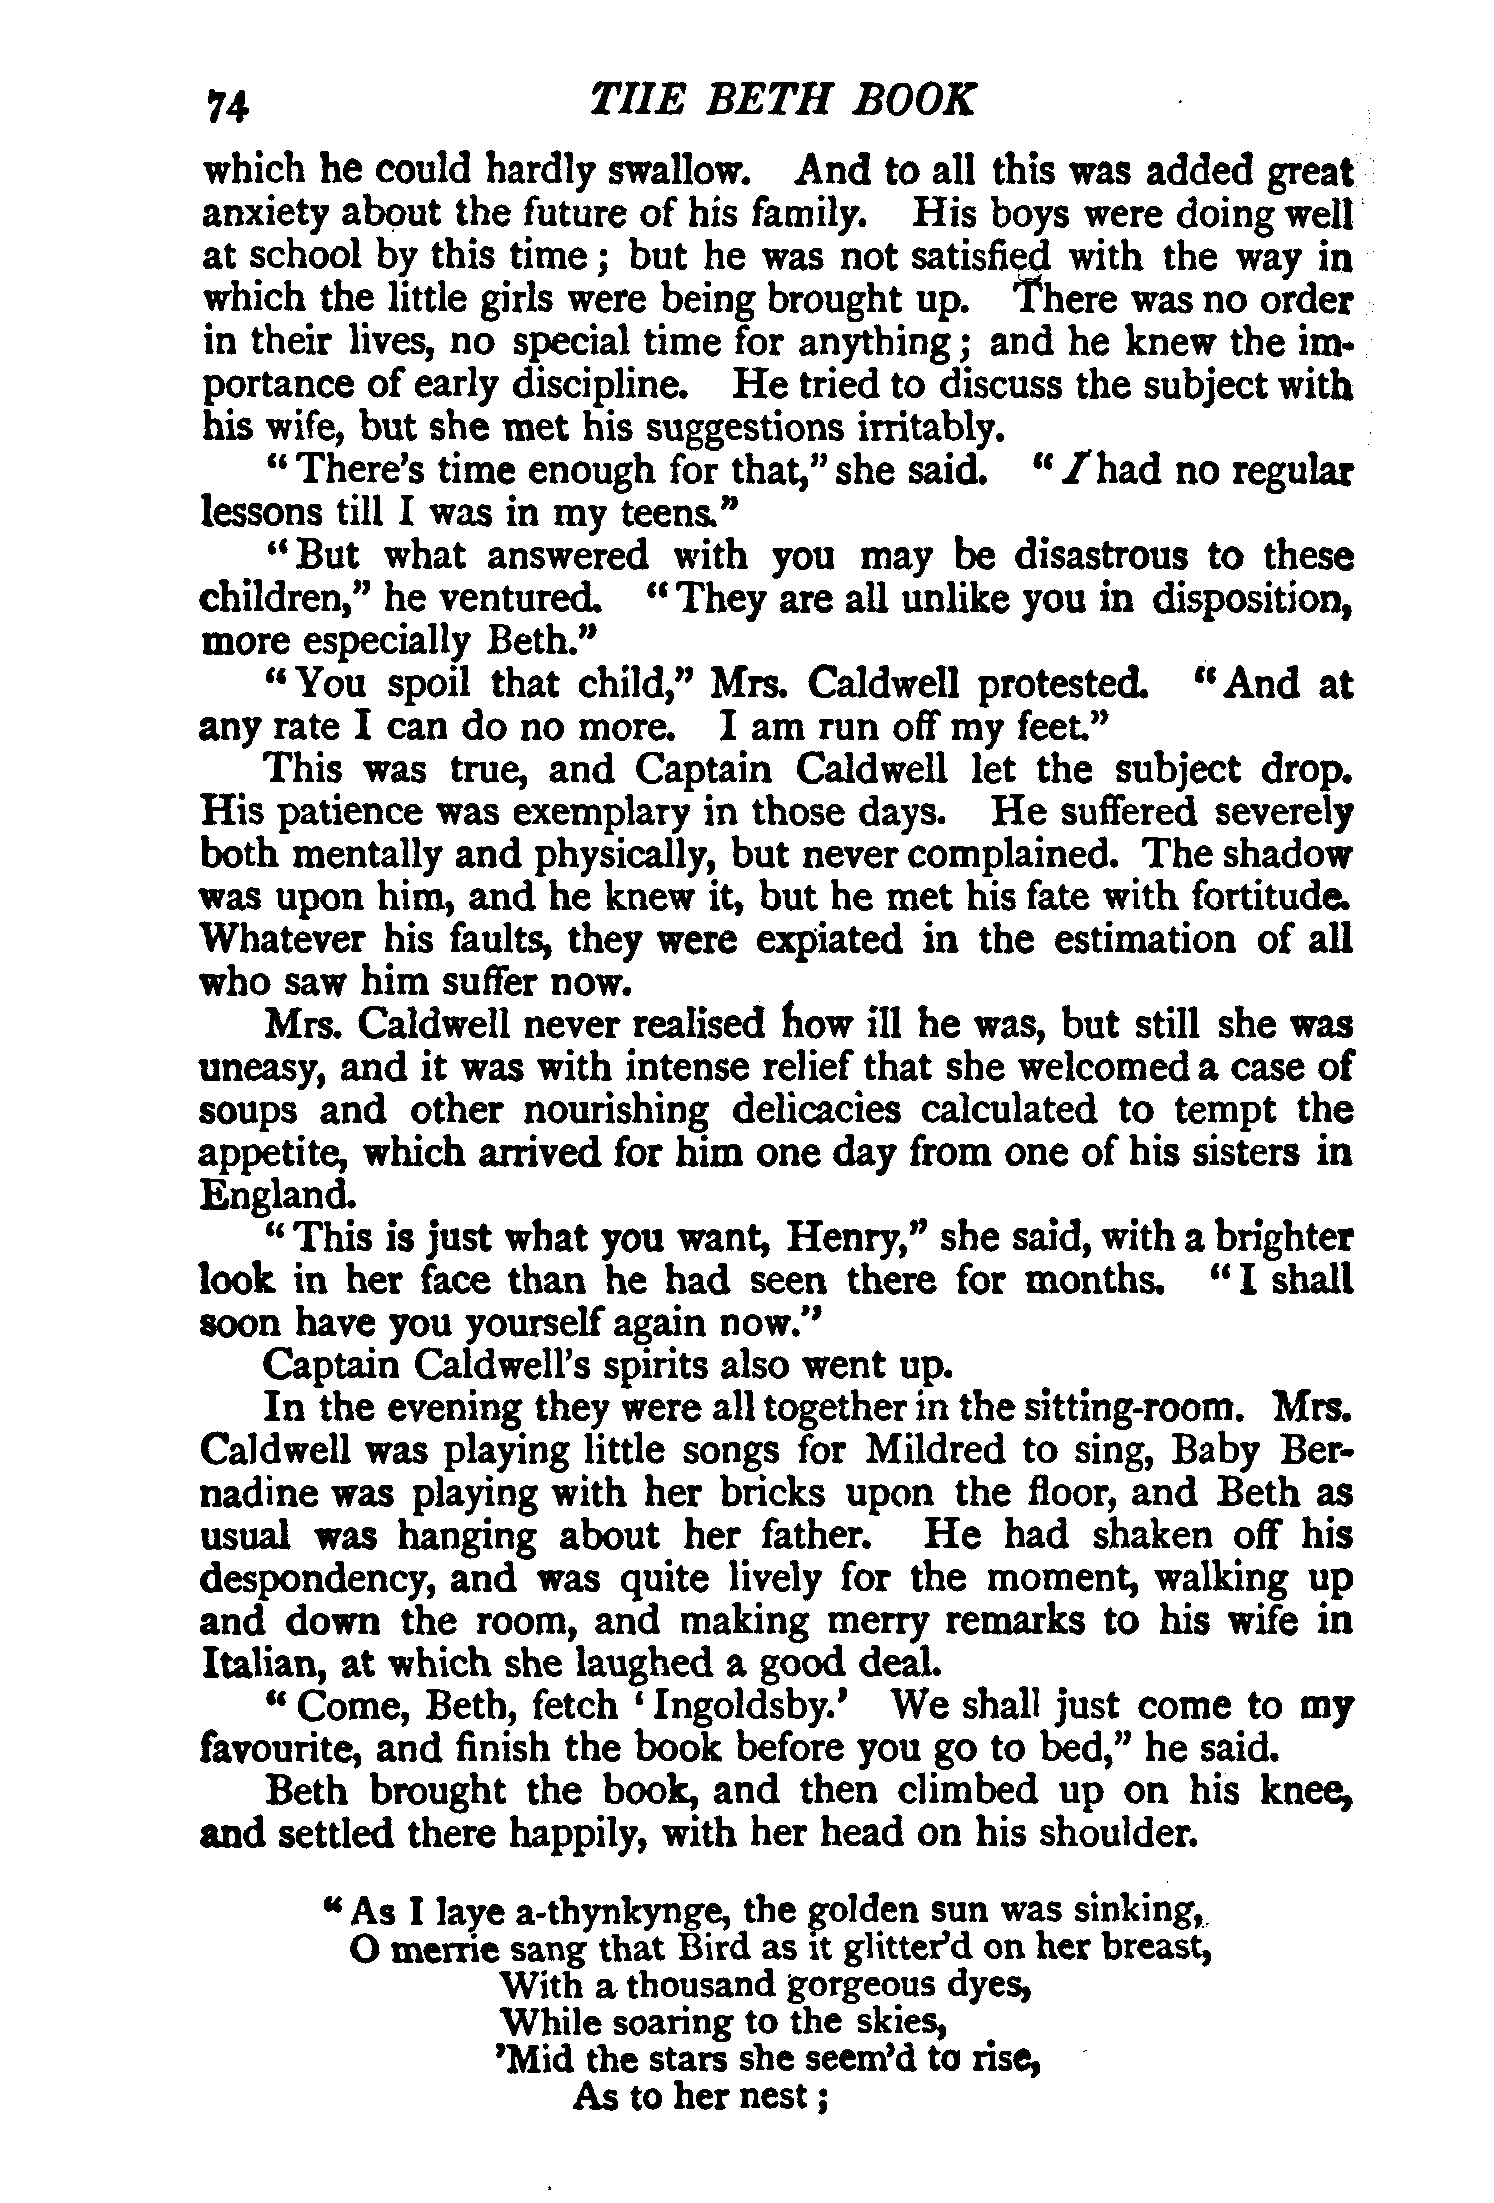 74 THE BETH BOOK
which he could hardly swallow. And to all this was added great
anxiety about the future of his family. His boys were doing well
at school by this time; but he was not satisfied with the way in
which the little girls were being brought up. There was no order
in their lives, no special time for anything; and he knew the im-
portance of early discipline. He tried to discuss the subject with
his wife, but she met his suggestions irritably.
"There's time enough for that," she said. "I had no regular
lessons till I was in my teens."
"But what answered with you may be disastrous to these
children," he ventured. "They are all unlike you in disposition,
more especially Beth."
"You spoil that child," Mrs. Caldwell protested. "And at
any rate I can do no more. I am run off my feet."
This was true, and Captain Caldwell let the subject drop.
His patience was exemplary in those days. He suffered severely
both mentally and physically, but never complained. The shadow
was upon him, and he knew it, but he met his fate with fortitude.
Whatever his faults, they were expiated in the estimation of all
who saw him suffer now.
Mrs. Caldwell never realised how ill he was, but still she was
uneasy, and it was with intense relief that she welcomed a case of
soups and other nourishing delicacies calculated to tempt the
appetite, which arrived for him one day from one of his sisters in
England.
"This is just what you want, Henry," she said, with a brighter
look in her face than he had seen there for months. "I shall
soon have you yourself again now."
Captain Caldwell's spirits also went up.
In the evening they were all together in the sitting-room. Mrs.
Caldwell was playing little songs for Mildred to sing, Baby Ber-
nadine was playing with her bricks upon the floor, and Beth as
usual was hanging about her father. He had shaken off his
despondency, and was quite lively for the moment, walking up
and down the room, and making merry remarks to his wife in
Italian, at which she laughed a good deal.
"Come, Beth, fetch 'Ingoldsby.' We shall just come to my
favourite, and finish the book before you go to bed," he said.
Beth brought the book, and then climbed up on his knee,
and settled there happily, with her head on his shoulder.
"As I laye a-thynkynge, the golden sun was sinking,
O merrie sang that Bird as it glitter'd on her breast,
With a thousand gorgeous dyes,
While soaring to the skies,
'Mid the stars she seem'd to rise,
As to her nest;